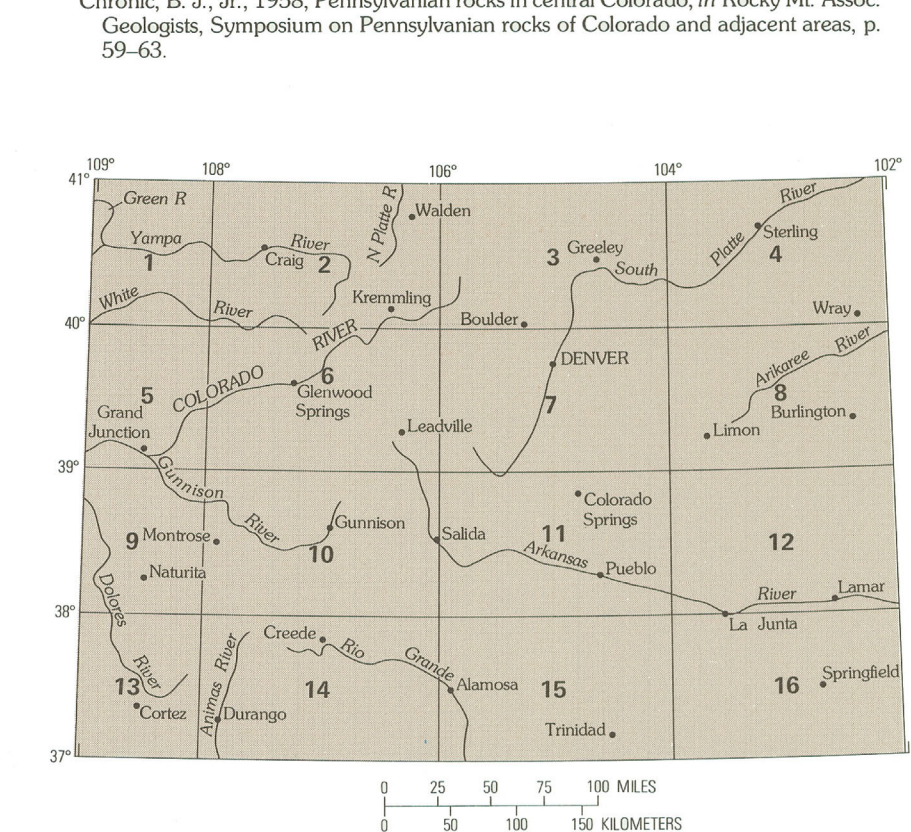 Chronic, B. J., Jr., 1958, Pennsylvanian rocks in central Colorado, in Rocky Mt. Assoc.
Geologists, Symposium on Pennsylvanian rocks of Colorado and adjacent areas, p.
59–63.
109° 108° 106° 104° 102°
41°
Green R
N Platte R
Walden
River
Platte
Sterling
Yampa
River
1
Craig
2
3
Greeley
South
4
White
River
Kremmling
40°
RIVER
Boulder
Wray
DENVER
Arikaree River
COLORADO
6
Glenwood
Springs
5
7
8
Burlington
Grand
Junction
Leadville
Limon
39°
Gunnison
River
Colorado
Springs
Gunnison
9
Montrose
10
Salida
11
12
Arkansas
Pueblo
Naturita
River
Lamar
Dolores
River
38°
La Junta
Creede
Rio
Grande
Animas River
13
14
Alamosa
15
16
Springfield
Cortez
Durango
Trinidad
37°
0 25 50 75 100 MILES
0 50 100 150 KILOMETERS